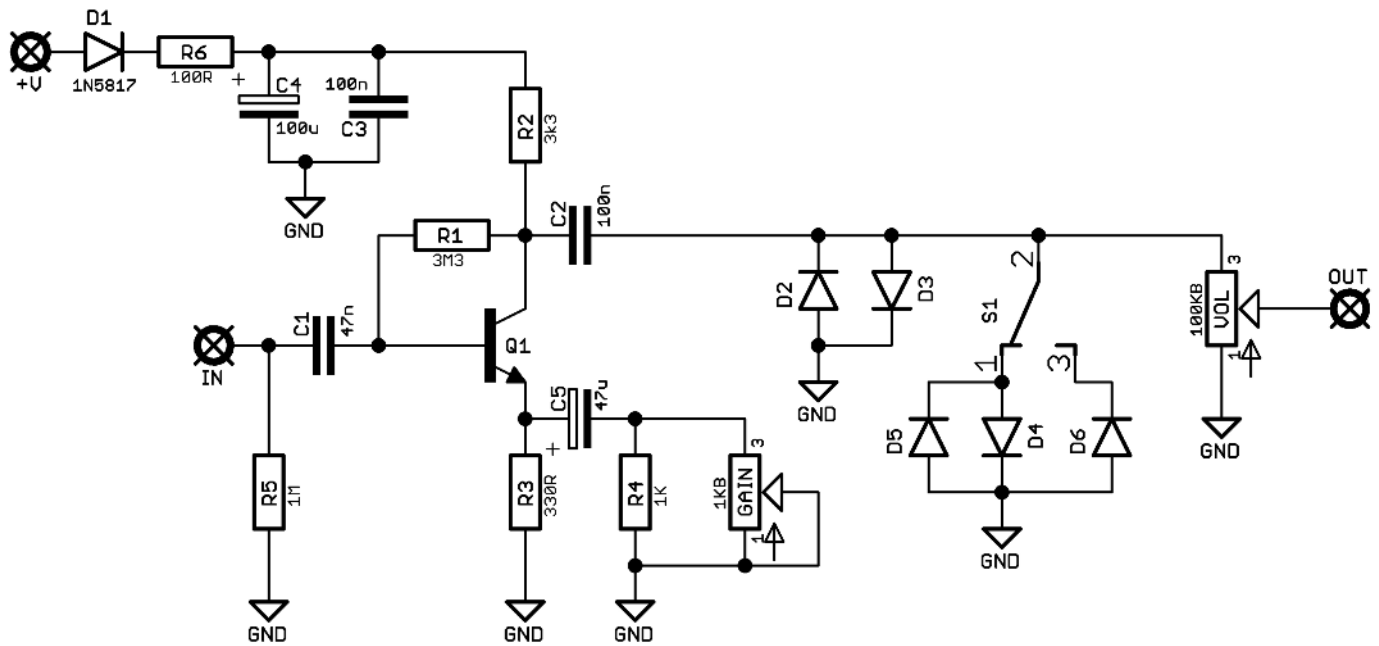 D1
+V
1N5817
R6
100R
+
C4
100u
100n
C3
GND
R2
3k3
R1
3M3
C2
100n
IN
C1
47n
Q1
R5
1M
GND
C5
47u
+
R3
330R
GND
R4
1K
GND
3
1KB
GAIN
1
D2
D3
GND
2
S1
1
3
D5
D4
D6
GND
3
100KB
VOL
1
OUT
GND